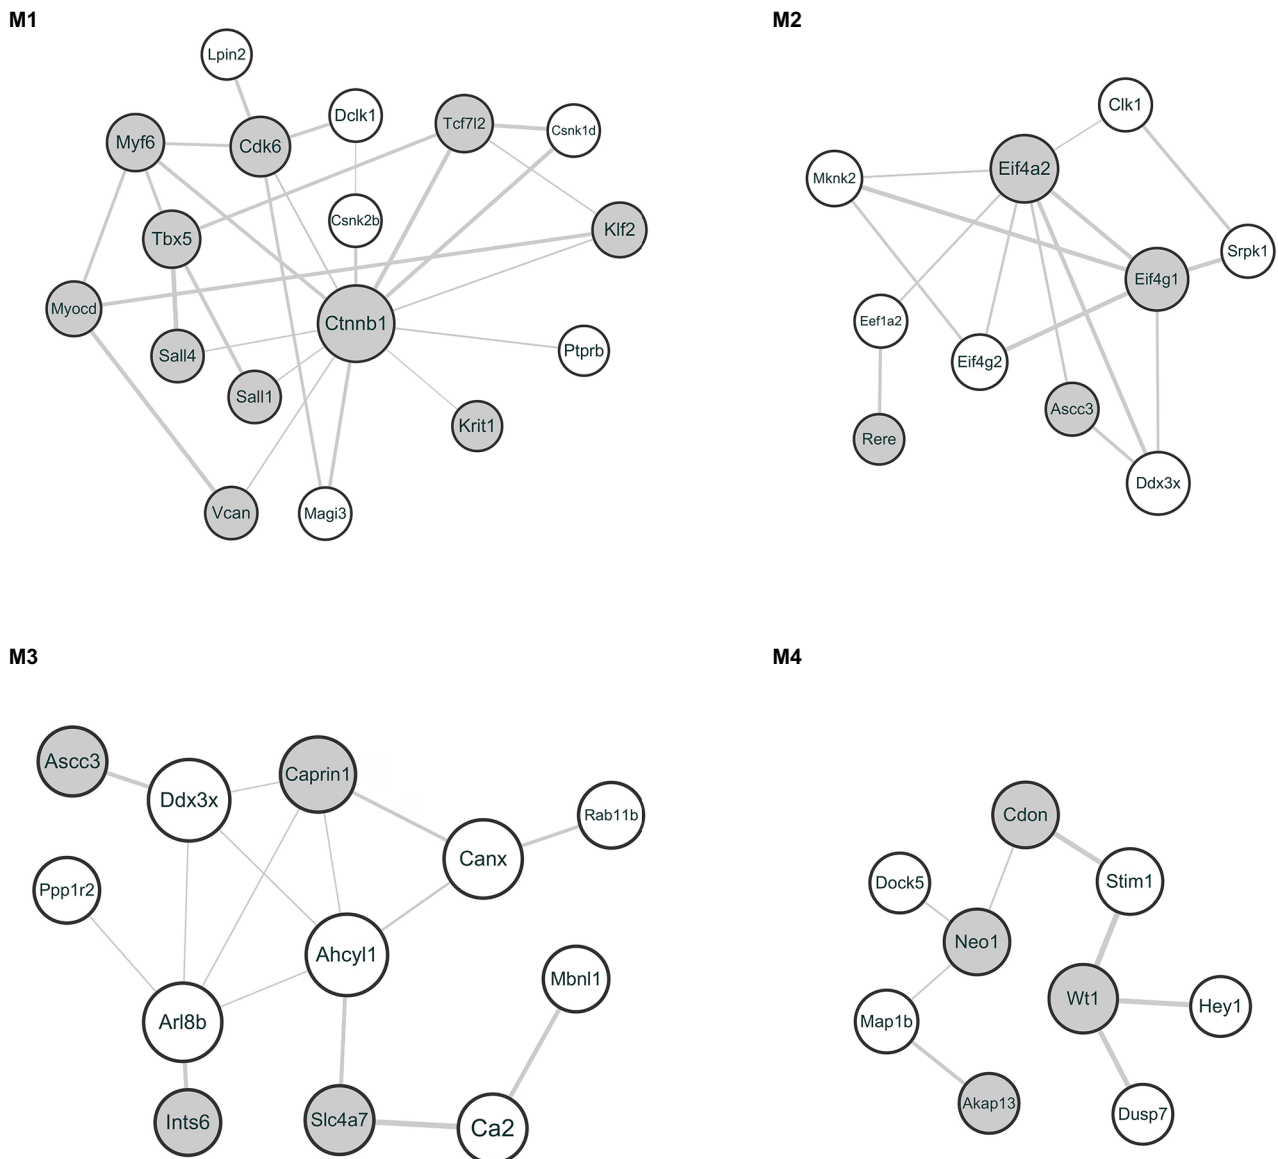 M1
Lpin2
Dclk1
Myf6
Cdk6
Tcf7l2
Csnk1d
Tbx5
Csnk2b
Klf2
Myocd
Ctnnb1
Sall4
Ptprb
Sall1
Krit1
Vcan
Magi3
M2
Clk1
Eif4a2
Mknk2
Srpk1
Eif4g1
Eef1a2
Eif4g2
Ascc3
Rere
Ddx3x
M3
Ascc3
Ddx3x
Caprin1
Rab11b
Canx
Ppp1r2
Ahcyl1
Mbnl1
Arl8b
Ints6
Slc4a7
Ca2
M4
Cdon
Dock5
Stim1
Neo1
Wt1
Hey1
Map1b
Akap13
Dusp7